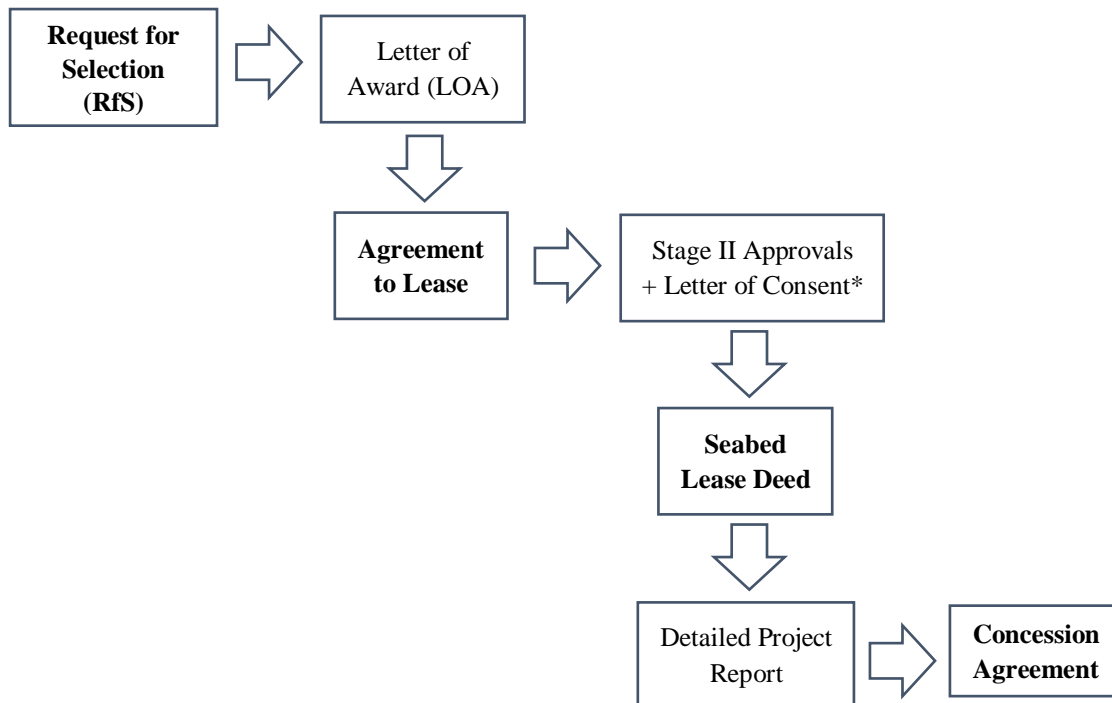 Request for
Selection
(RfS)
Letter of
Award (LOA)
Agreement
to Lease
Stage II Approvals
+ Letter of Consent*
Seabed
Lease Deed
Detailed Project
Report
Concession
Agreement